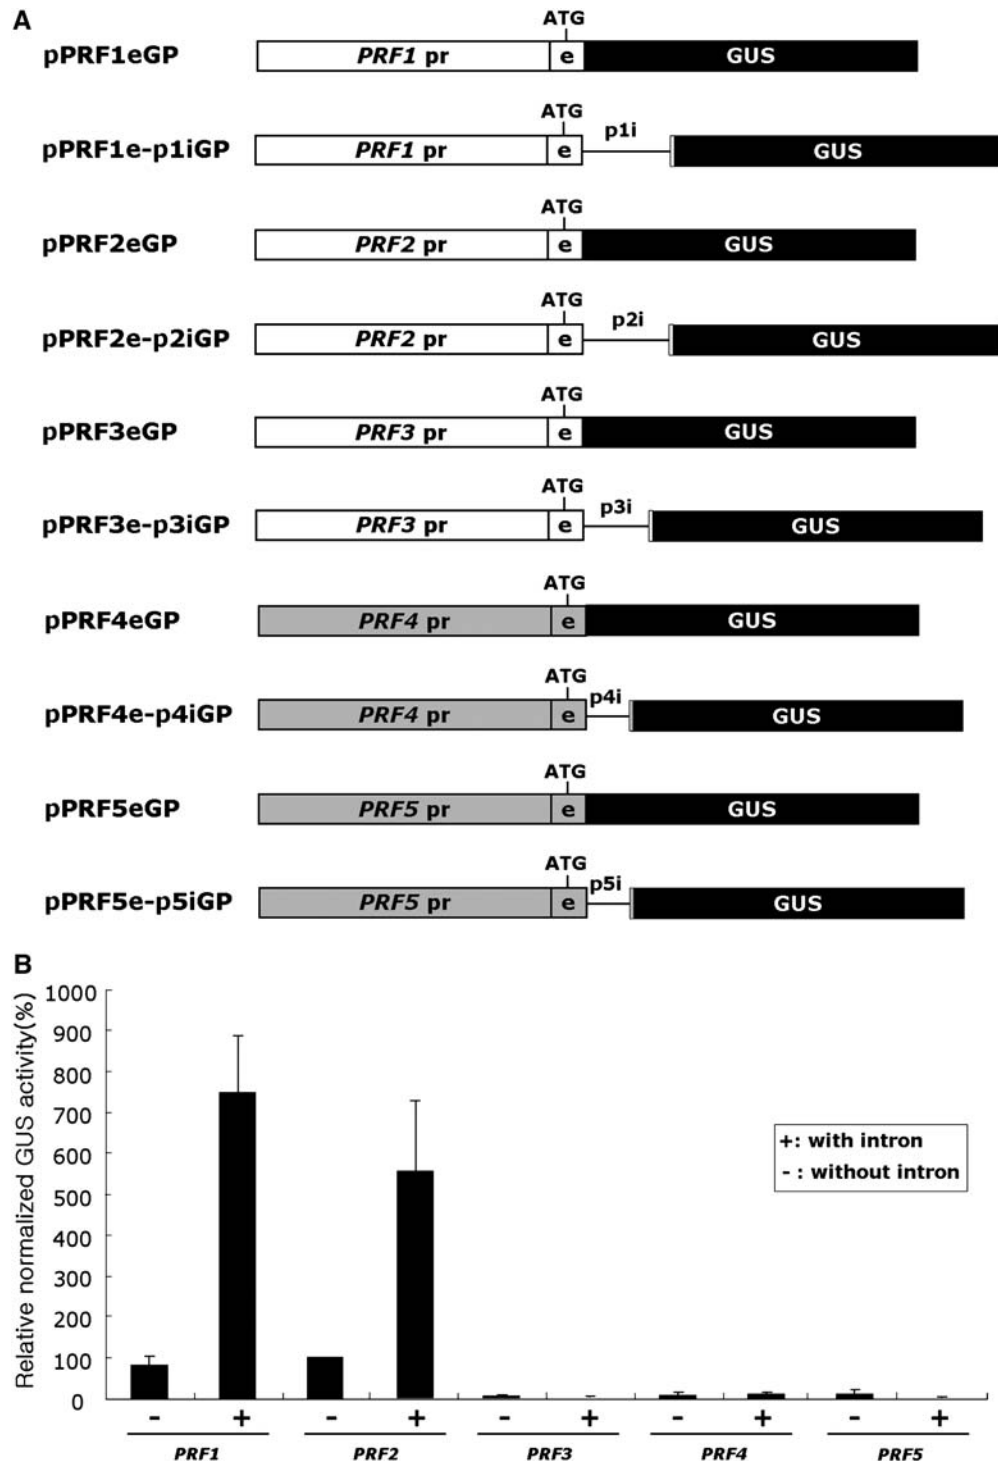 A
ATG
pPRF1eGP PRF1 pr e GUS
ATG
pPRF1e-p1iGP PRF1 pr e p1i GUS
ATG
pPRF2eGP PRF2 pr e GUS
ATG
pPRF2e-p2iGP PRF2 pr e p2i GUS
ATG
pPRF3eGP PRF3 pr e GUS
ATG
pPRF3e-p3iGP PRF3 pr e p3i GUS
ATG
pPRF4eGP PRF4 pr e GUS
ATG
pPRF4e-p4iGP PRF4 pr e p4i GUS
ATG
pPRF5eGP PRF5 pr e GUS
ATG
pPRF5e-p5iGP PRF5 pr e p5i GUS
B
Relative normalized GUS activity(%)
1000
900
800
700
600
500
400
300
200
100
0
+: with intron
- : without intron
- + - + - + - + - +
PRF1 PRF2 PRF3 PRF4 PRF5